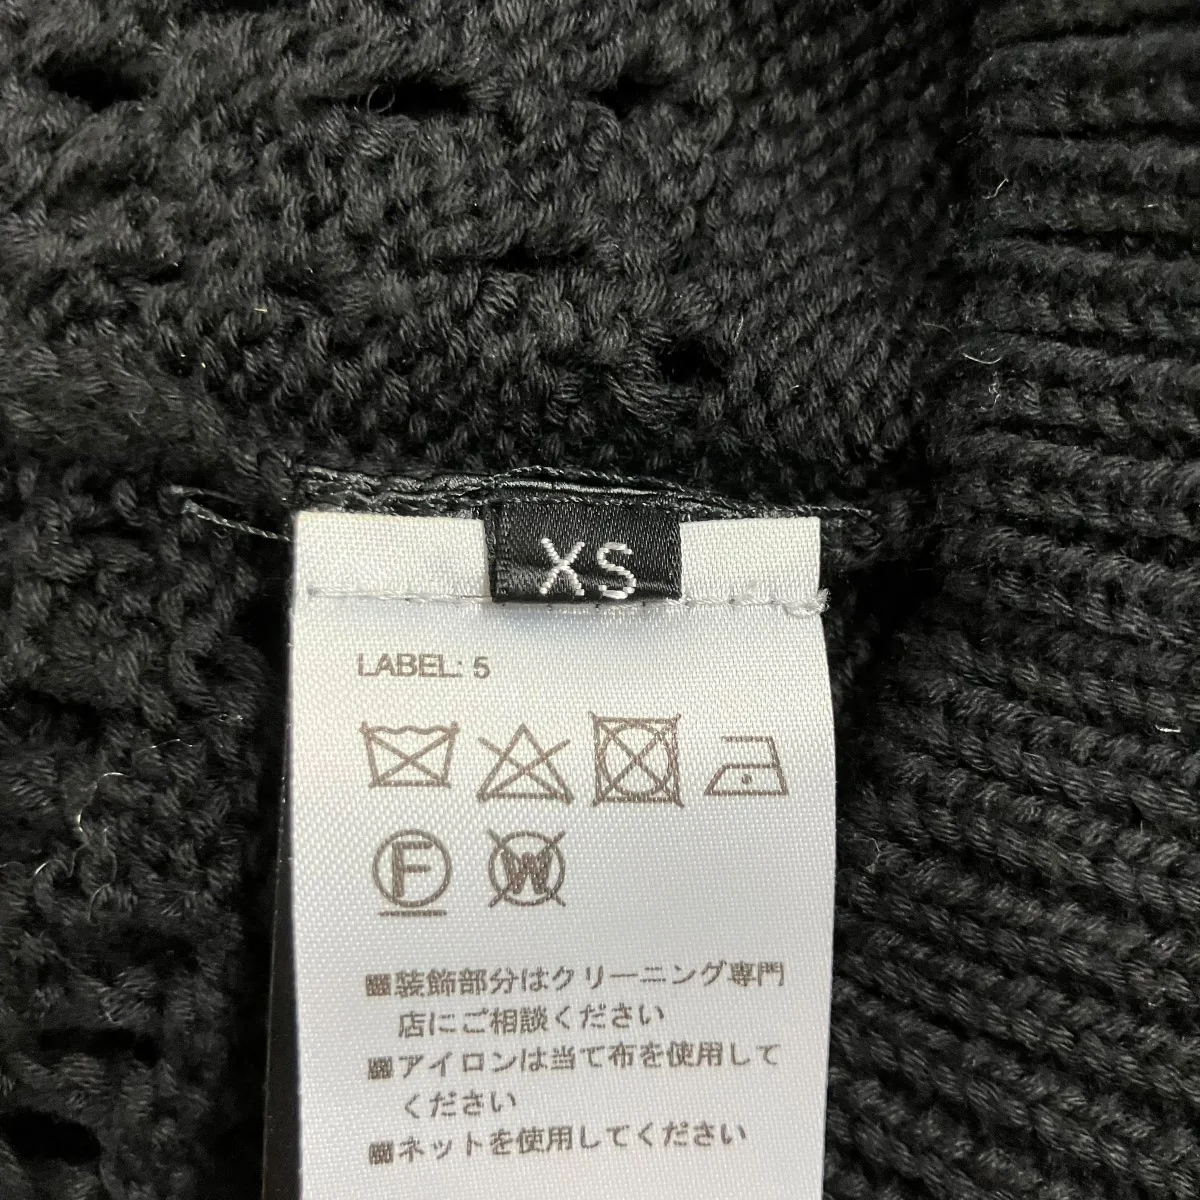 XS
LABEL: 5
F
W
装飾部分はクリーニング専門
店にご相談ください
アイロンは当て布を使用して
ください
ネットを使用してください